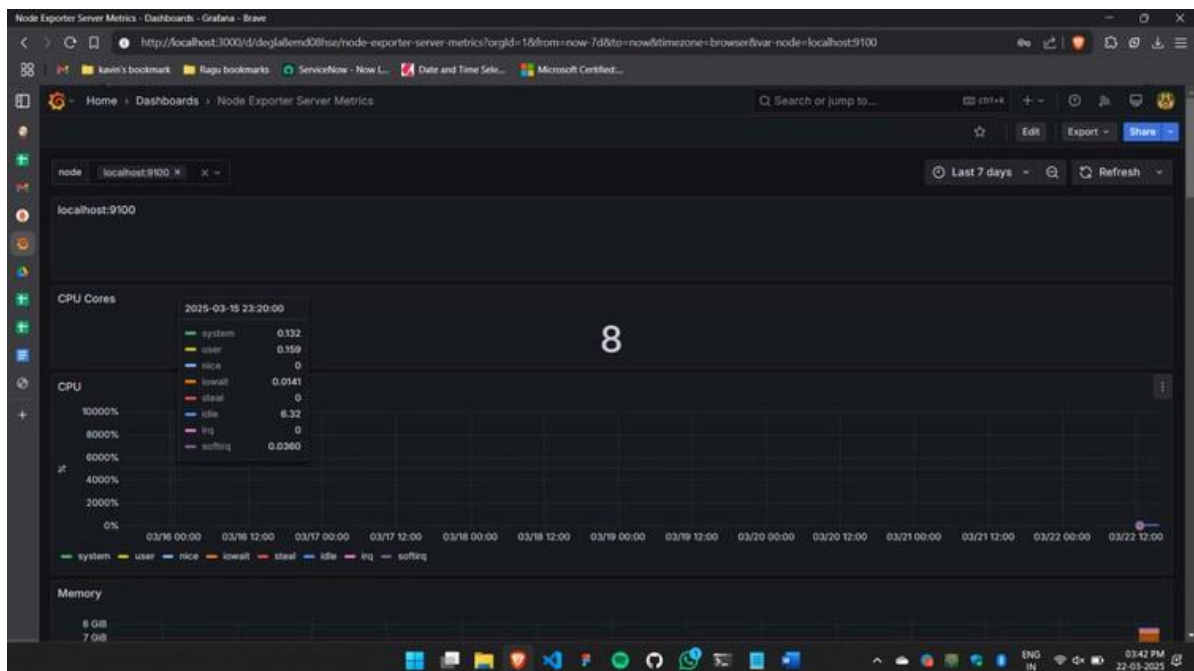 Node Exporter Server Metrics - Dashboards - Grafana - Brave
http://localhost:3000/d/degla8emd08hse/node-exporter-server-metrics?orgId=1&from=now-7d&to=now&timezone=browser&var-node=localhost:9100
kavin's bookmark Ragu bookmarks ServiceNow - Now L... Date and Time Sele... Microsoft Certified:...
Home › Dashboards › Node Exporter Server Metrics Search or jump to... ctrl+k
Edit Export Share
node localhost:9100 Last 7 days Refresh
localhost:9100
CPU Cores
8
2025-03-15 23:20:00
system 0.132
user 0.159
nice 0
iowait 0.0141
steal 0
idle 6.32
irq 0
softirq 0.0360
CPU
10000%
8000%
6000%
4000%
2000%
0%
03/16 00:00 03/16 12:00 03/17 00:00 03/17 12:00 03/18 00:00 03/18 12:00 03/19 00:00 03/19 12:00 03/20 00:00 03/20 12:00 03/21 00:00 03/21 12:00 03/22 00:00 03/22 12:00
system user nice iowait steal idle irq softirq
Memory
8 GiB
7 GiB
ENG
IN
03:42 PM
22-03-2025